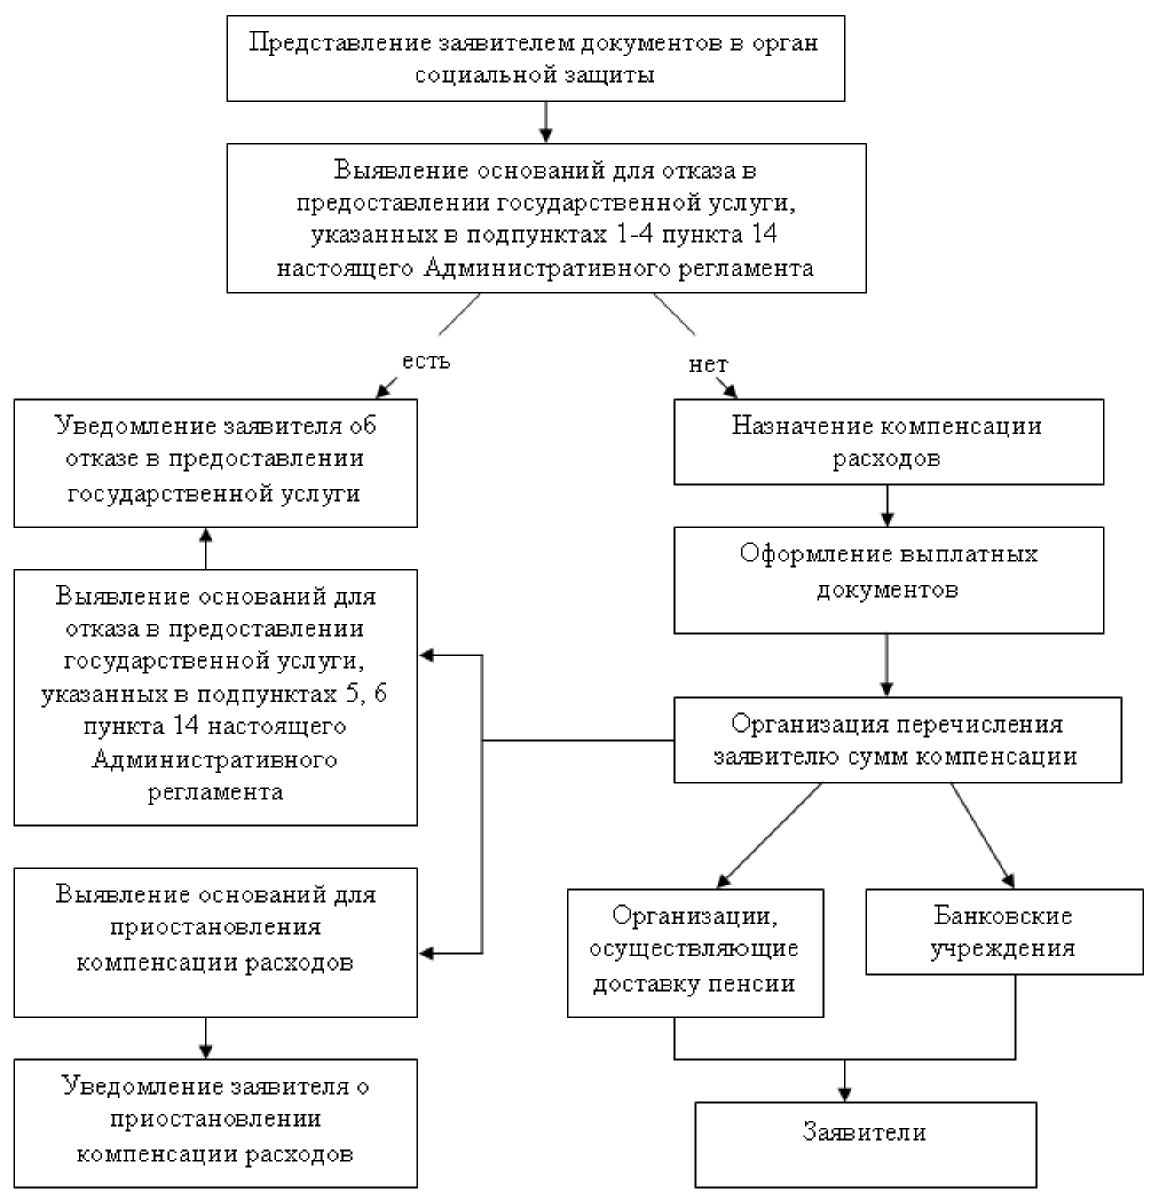 Представление заявителем документов в орган
социальной защиты
Выявление оснований для отказа в
предоставлении государственной услуги,
указанных в подпунктах 1-4 пункта 14
настоящего Административного регламента
есть
нет
Уведомление заявителя об
отказе в предоставлении
государственной услуги
Назначение компенсации
расходов
Оформление выплатных
документов
Выявление оснований для
отказа в предоставлении
государственной услуги,
указанных в подпунктах 5, 6
пункта 14 настоящего
Административного
регламента
Организация перечисления
заявителю сумм компенсации
Выявление оснований для
приостановления
компенсации расходов
Организации,
осуществляющие
доставку пенсии
Банковские
учреждения
Уведомление заявителя о
приостановлении
компенсации расходов
Заявители